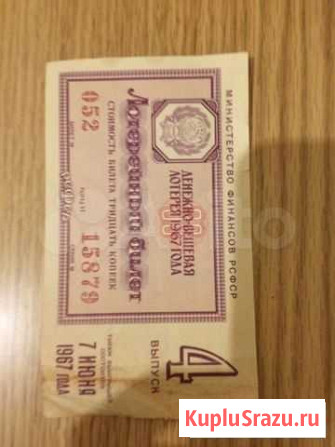 МИНИСТЕРСТВО ФИНАНСОВ РСФСР
ДЕНЕЖНО-ВЕЩЕВАЯ
ЛОТЕРЕЯ 1967 ГОДА
Лотерейный билет
СТОИМОСТЬ БИЛЕТА ТРИДЦАТЬ КОПЕЕК
052
15879
4
ВЫПУСК
7 ИЮНЯ
1967 ГОДА
KupluSrazu.ru